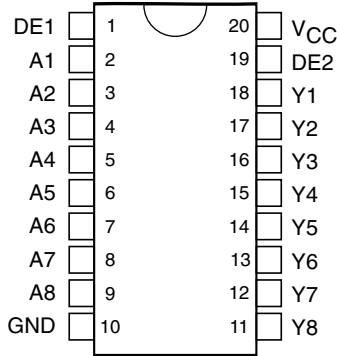 DE1 1 20 VCC
A1 2 19 DE2
A2 3 18 Y1
A3 4 17 Y2
A4 5 16 Y3
A5 6 15 Y4
A6 7 14 Y5
A7 8 13 Y6
A8 9 12 Y7
GND 10 11 Y8